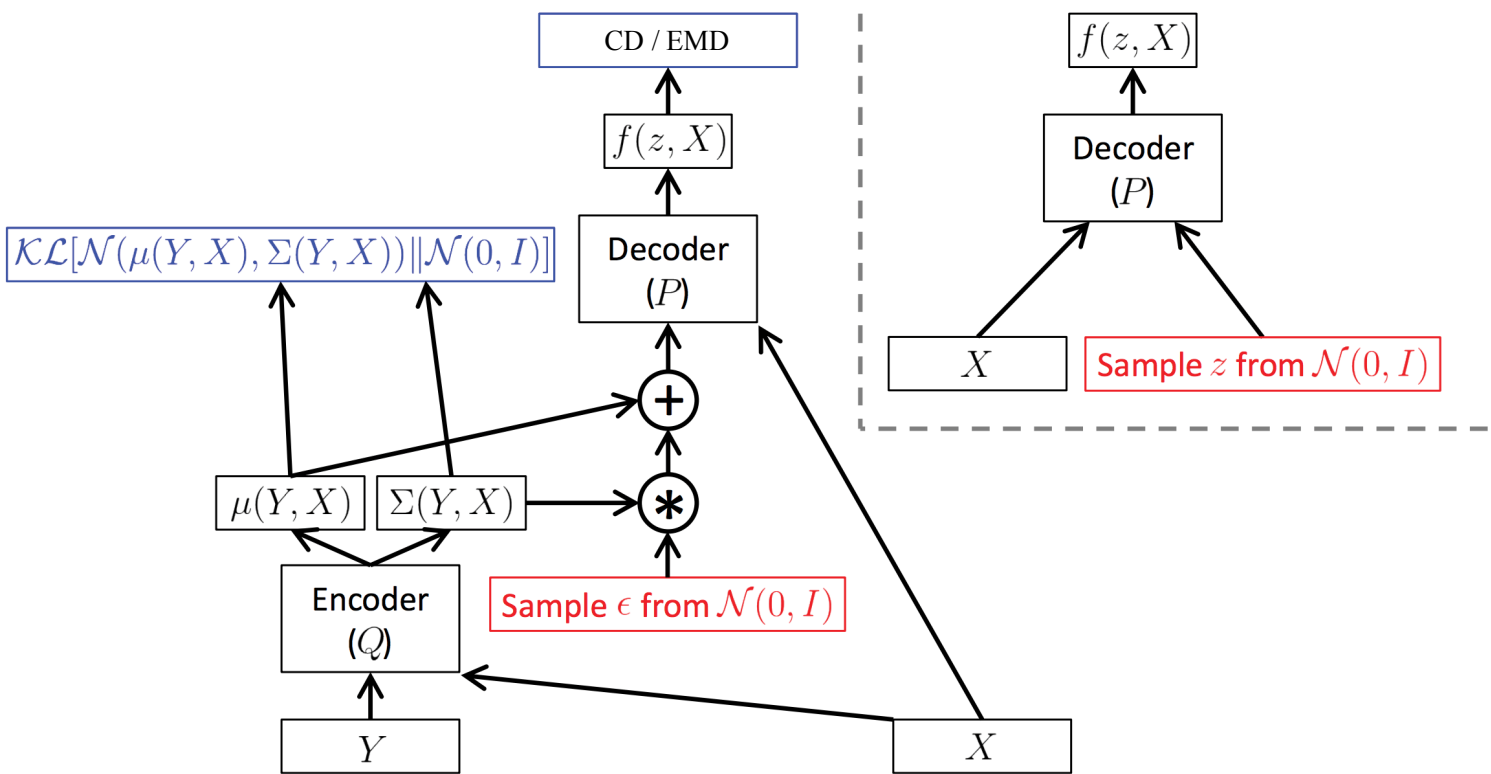 CD / EMD
f(z, X)
Decoder
(P)
𝒦ℒ[𝒩(μ(Y, X), Σ(Y, X))‖𝒩(0, I)]
+
μ(Y, X)
Σ(Y, X)
*
Encoder
(Q)
Sample ϵ from 𝒩(0, I)
Y
X
f(z, X)
Decoder
(P)
X
Sample z from 𝒩(0, I)